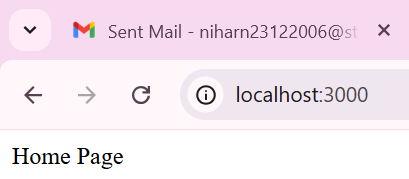 Sent Mail - niharn23122006@st
localhost:3000
Home Page